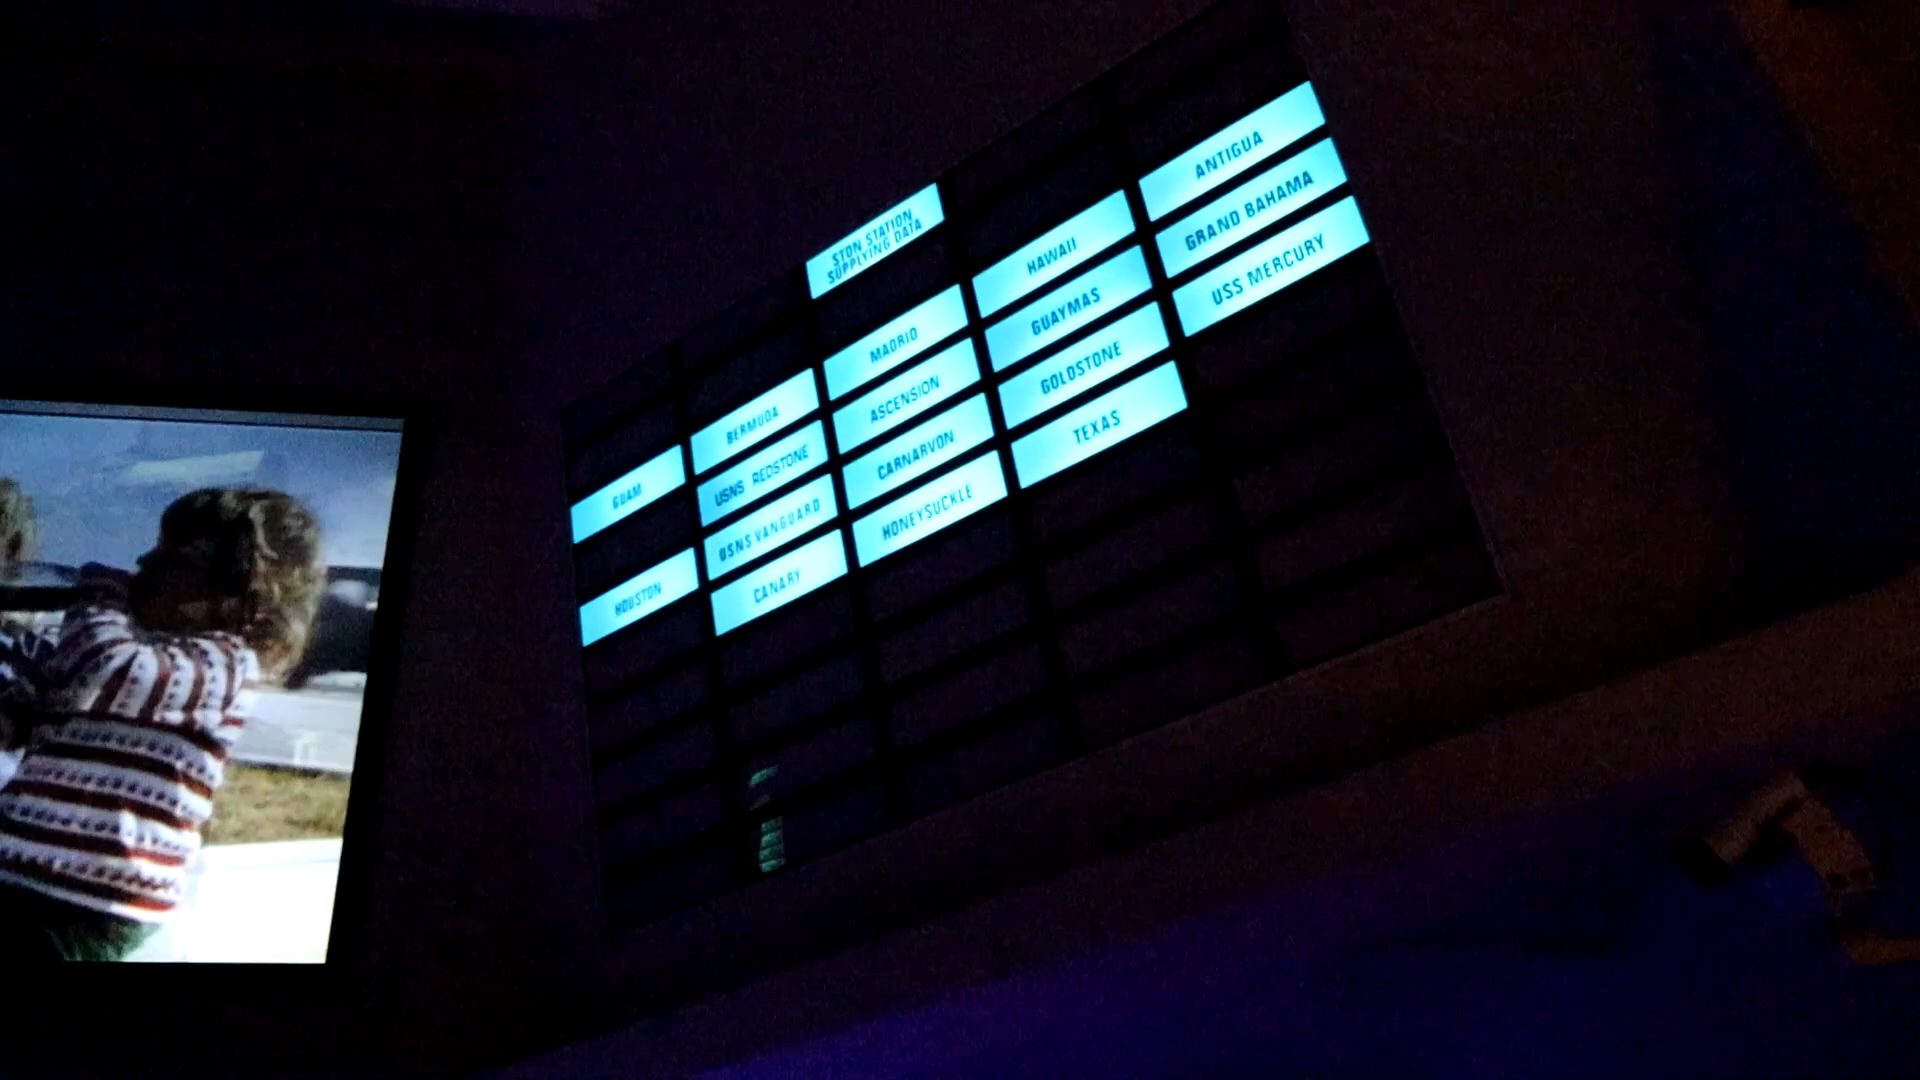 STDN STATION
SUPPLYING DATA
GUAM
HOUSTON
BERMUDA
USNS REDSTONE
USNS VANGUARD
CANARY
MADRID
ASCENSION
CARNARVON
HONEYSUCKLE
HAWAII
GUAYMAS
GOLDSTONE
TEXAS
ANTIGUA
GRAND BAHAMA
USS MERCURY